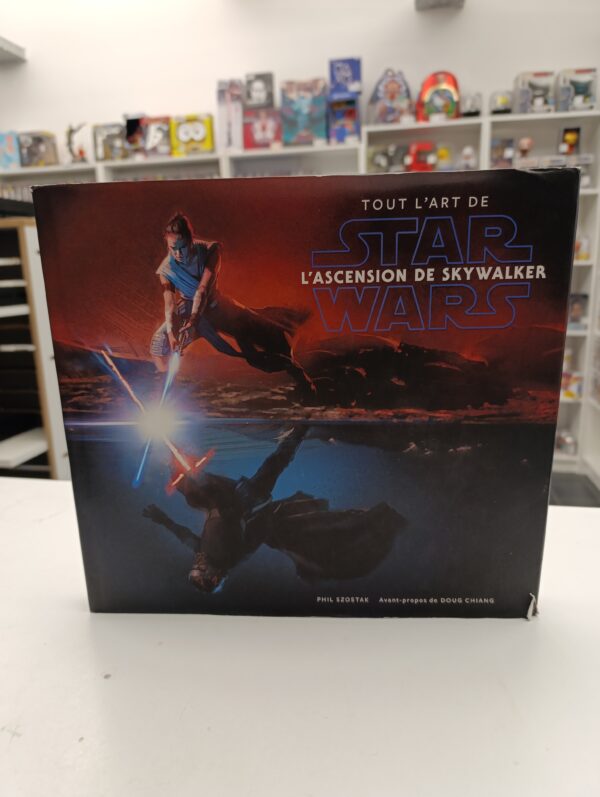 TOUT L'ART DE
STAR
L'ASCENSION DE SKYWALKER
WARS
PHIL SZOSTAK Avant-propos de DOUG CHIANG